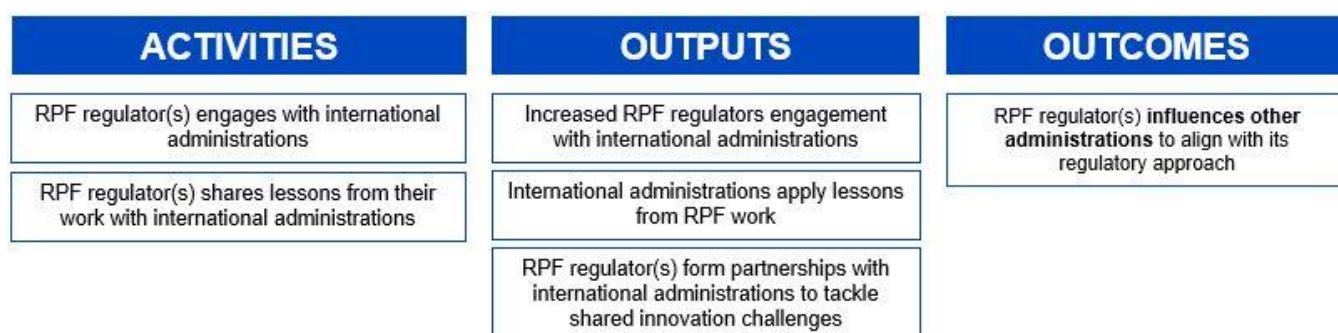 ACTIVITIES
RPF regulator(s) engages with international
administrations
RPF regulator(s) shares lessons from their
work with international administrations
OUTPUTS
Increased RPF regulators engagement
with international administrations
International administrations apply lessons
from RPF work
RPF regulator(s) form partnerships with
international administrations to tackle
shared innovation challenges
OUTCOMES
RPF regulator(s) influences other
administrations to align with its
regulatory approach